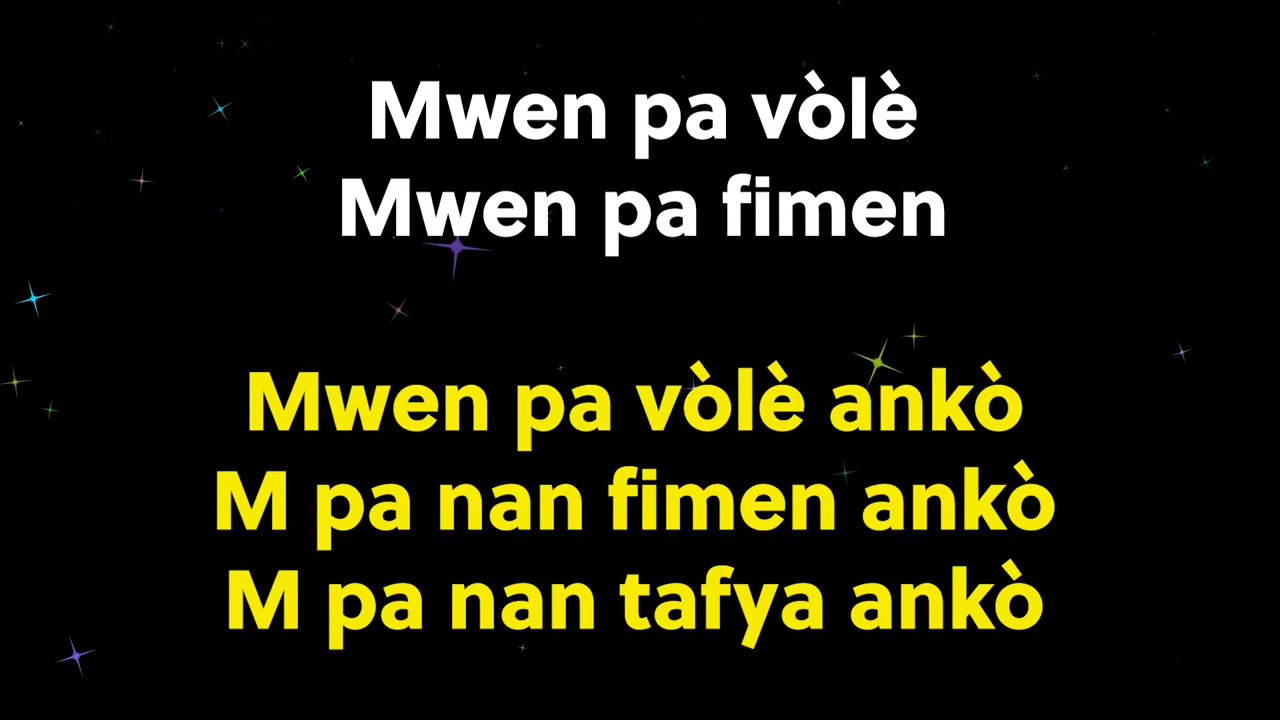 Mwen pa vòlè
Mwen pa fimen
Mwen pa vòlè ankò
M pa nan fimen ankò
M pa nan tafya ankò